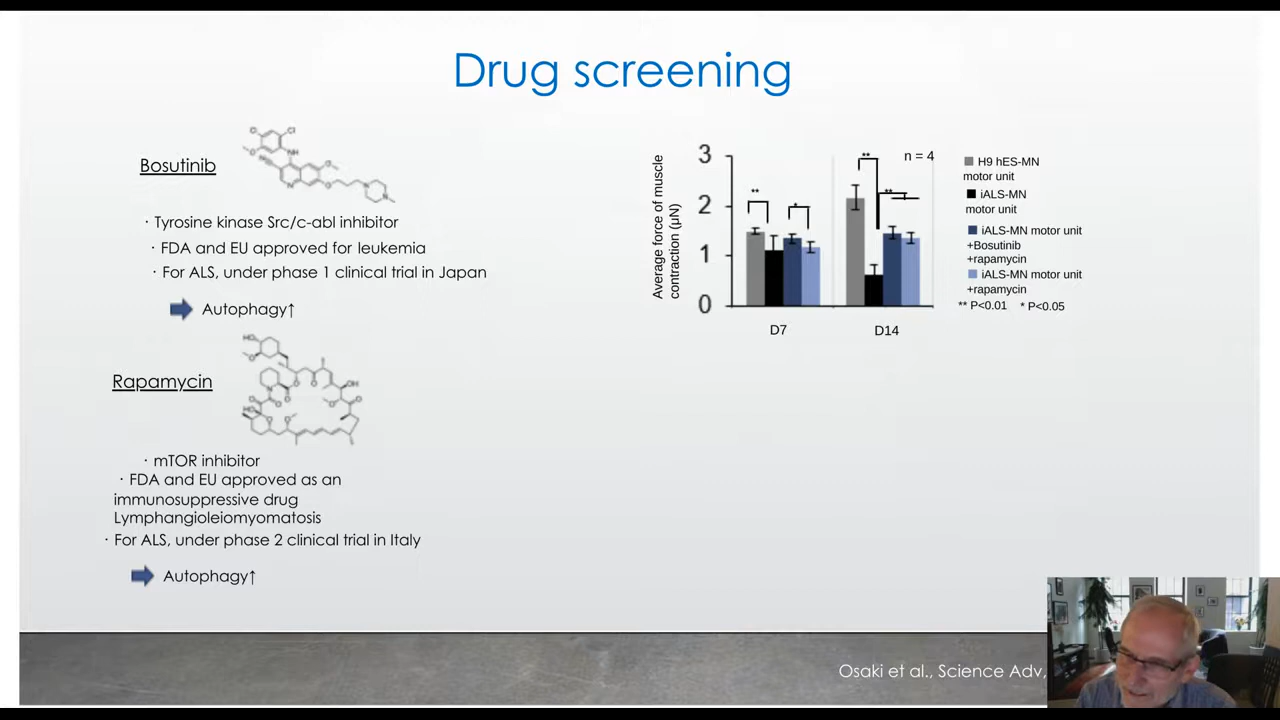 Drug screening
Bosutinib
· Tyrosine kinase Src/c-abl inhibitor
· FDA and EU approved for leukemia
· For ALS, under phase 1 clinical trial in Japan
Autophagy↑
Rapamycin
· mTOR inhibitor
· FDA and EU approved as an
immunosuppressive drug
Lymphangioleiomyomatosis
· For ALS, under phase 2 clinical trial in Italy
Autophagy↑
Average force of muscle
contraction (μN)
3
2
1
0
**
*
**
**
n = 4
D7
D14
H9 hES-MN
motor unit
iALS-MN
motor unit
iALS-MN motor unit
+Bosutinib
+rapamycin
iALS-MN motor unit
+rapamycin
** P<0.01 * P<0.05
Osaki et al., Science Adv,